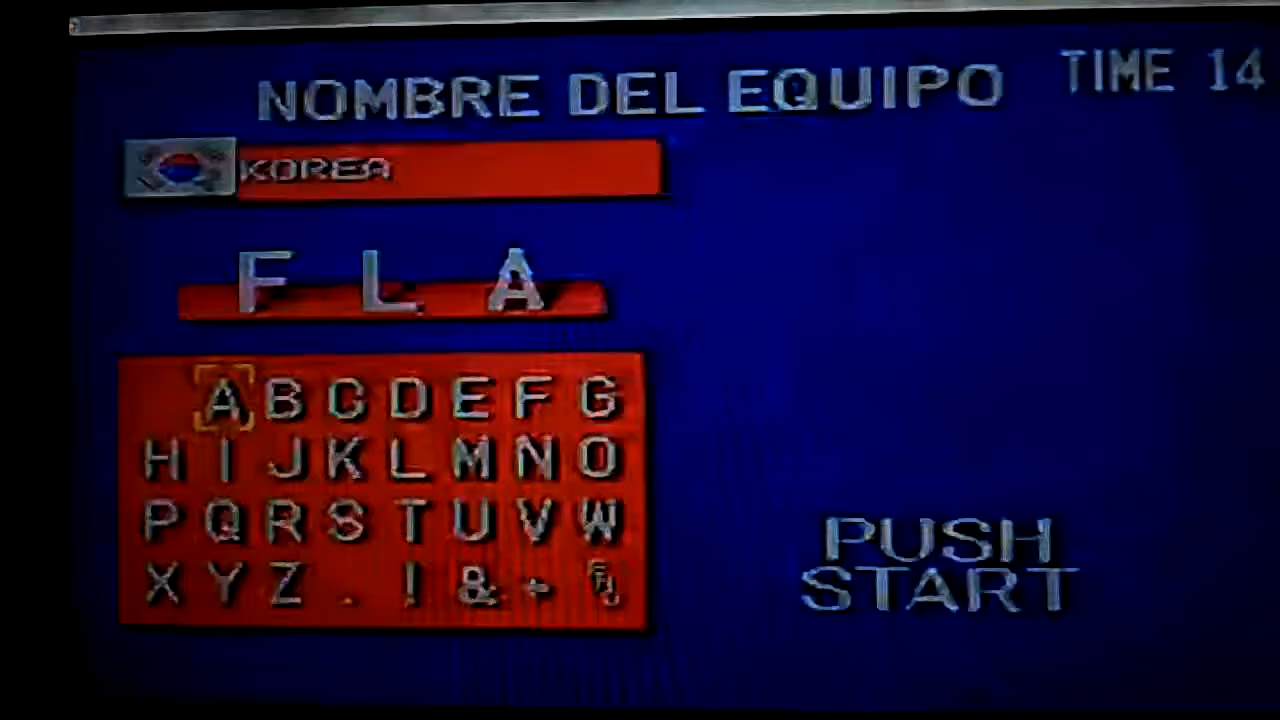 NOMBRE DEL EQUIPO
TIME 14
KOREA
F L A
A B C D E F G
H I J K L M N O
P Q R S T U V W
X Y Z . ! &
PUSH
START